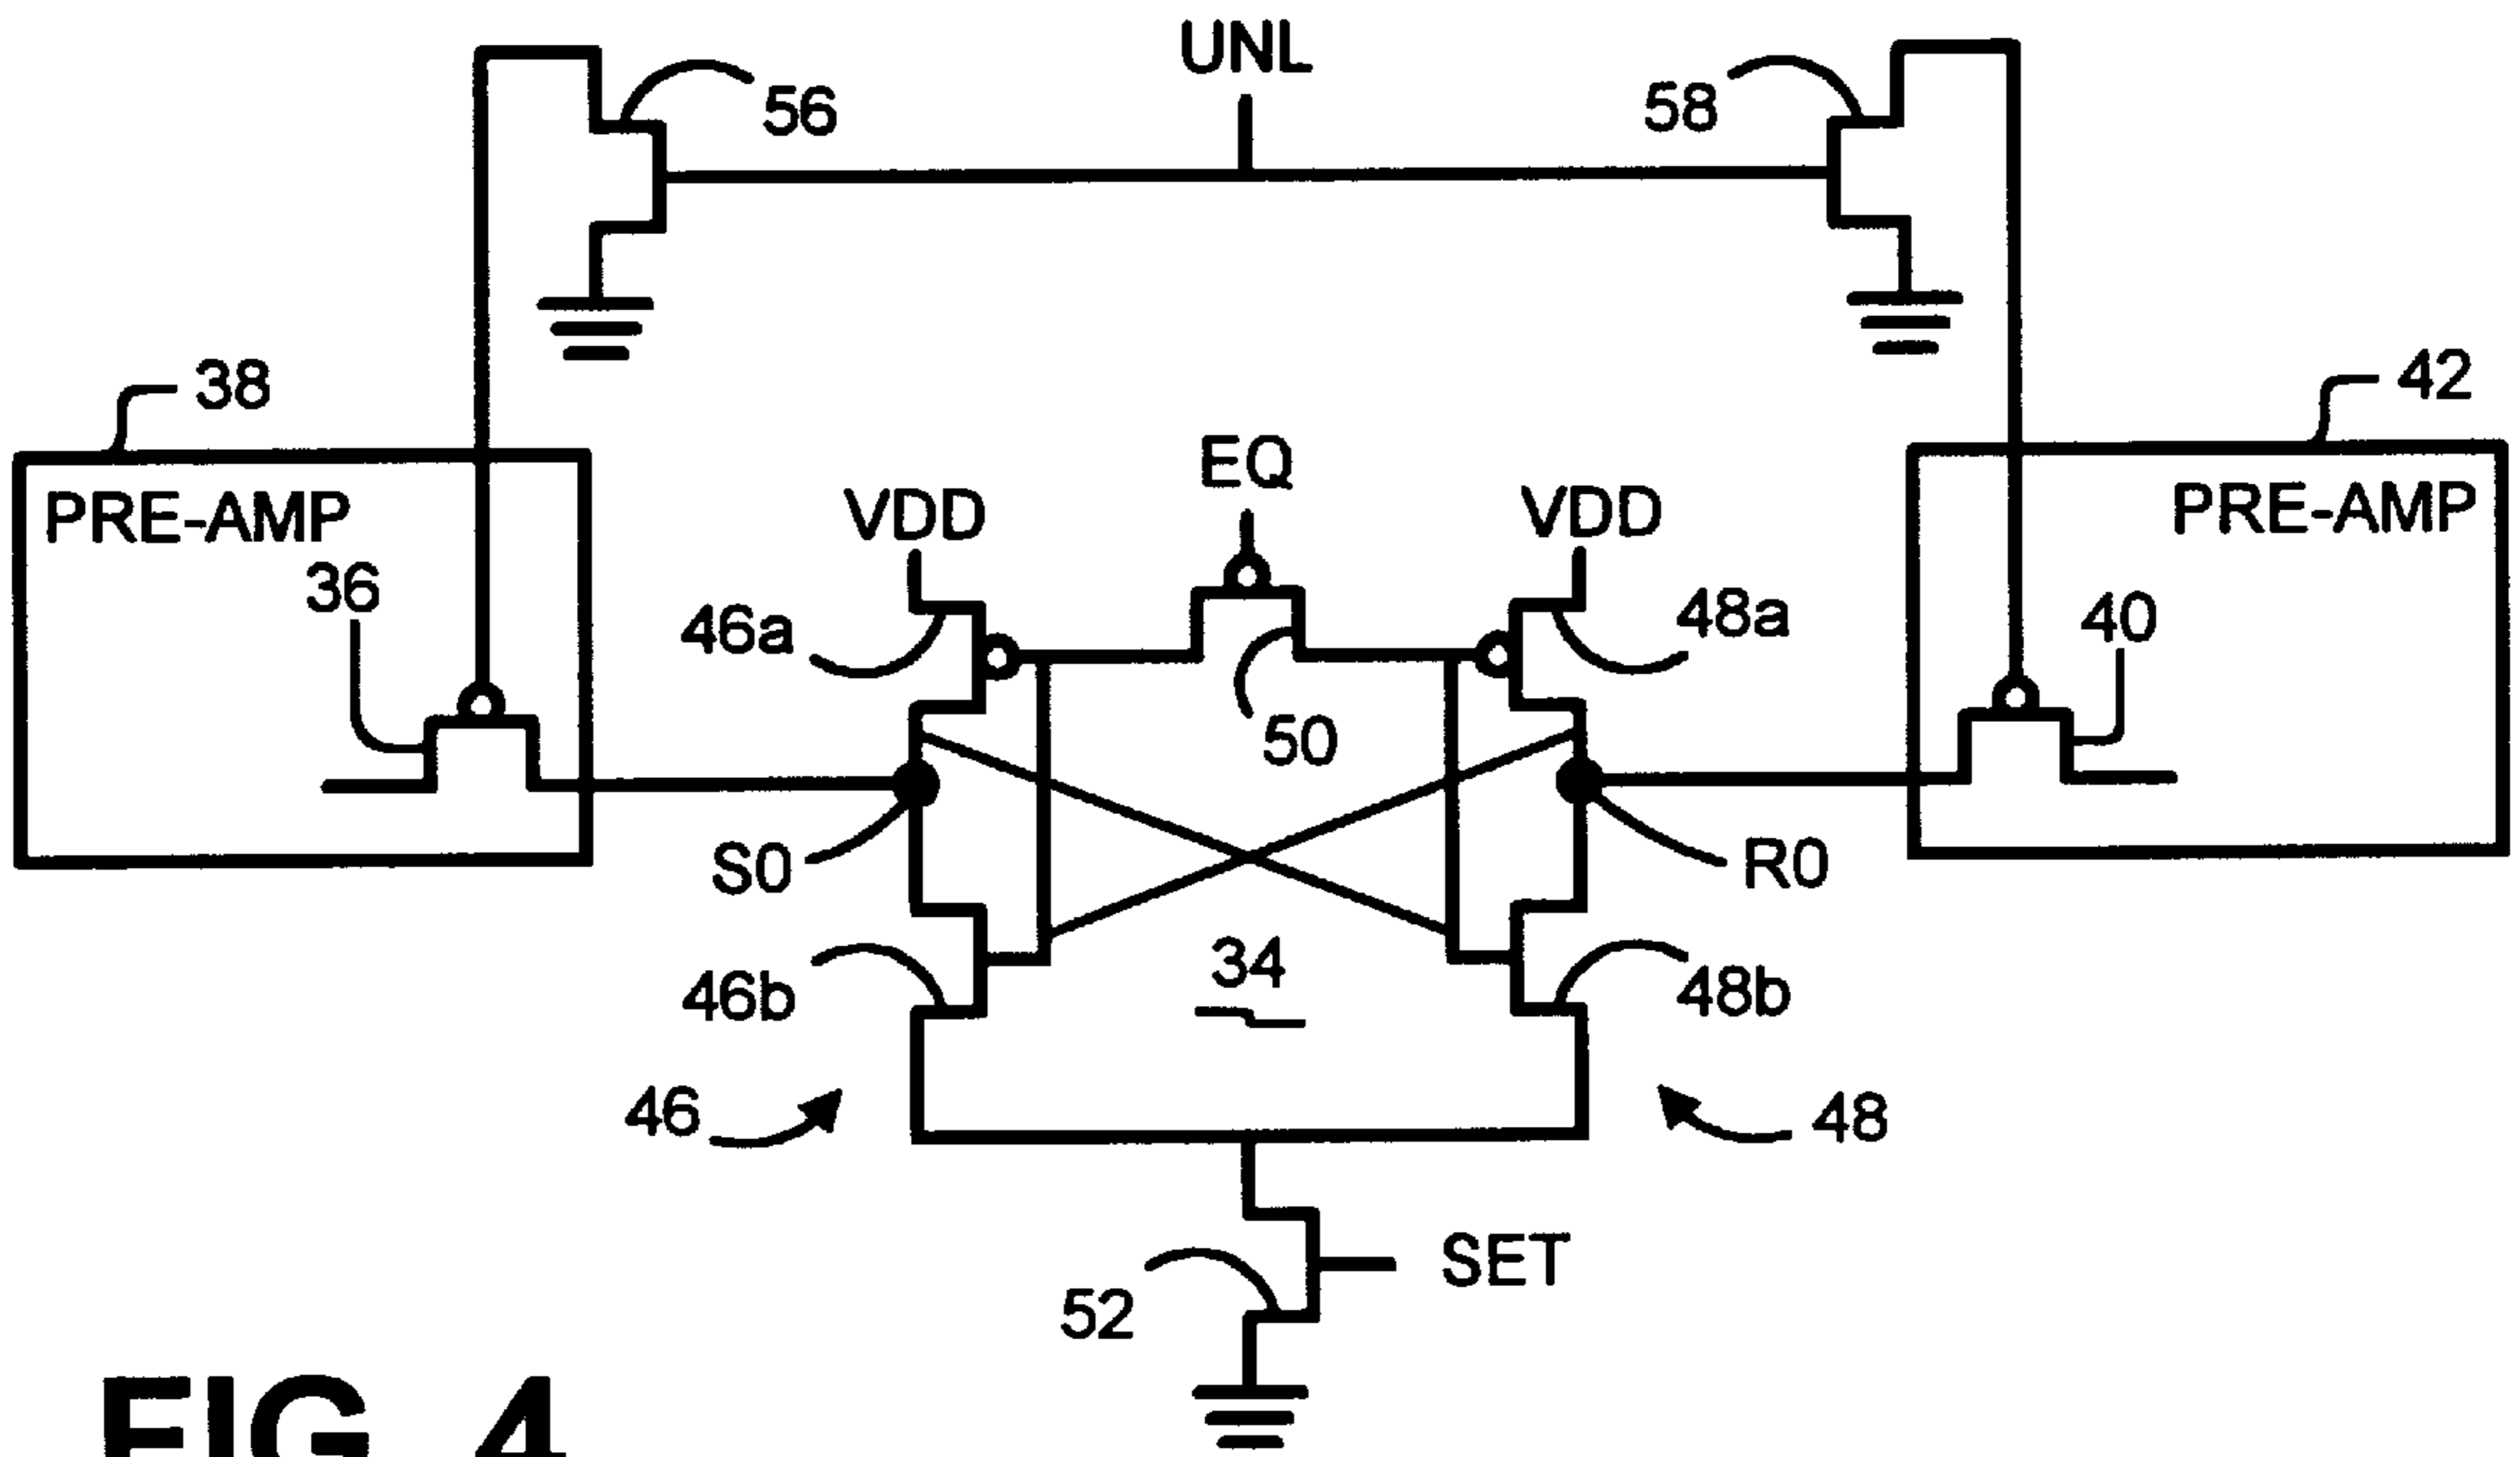 UNL
56
58
38
42
EQ
PRE-AMP
VDD
VDD
PRE-AMP
36
46a
48a
40
50
S0
R0
34
46b
48b
46
48
SET
52
FIG. 4